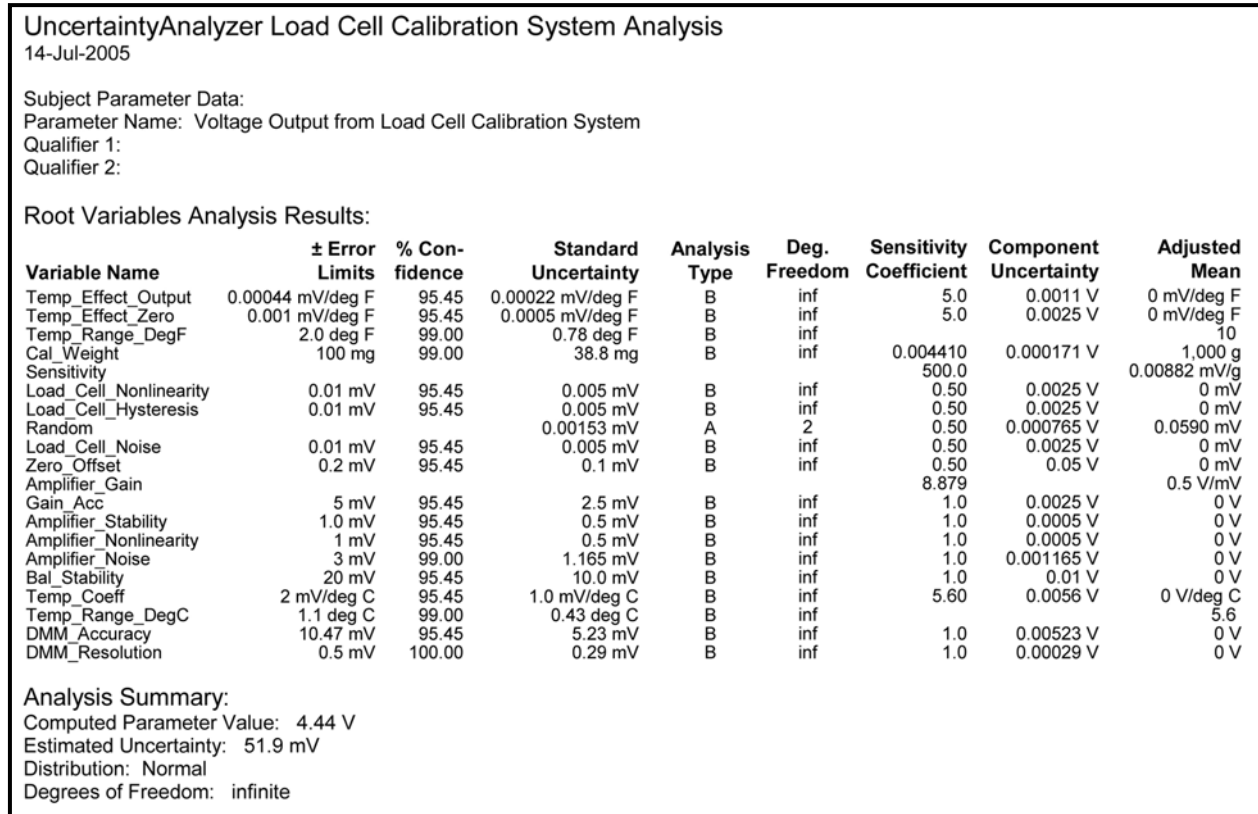 UncertaintyAnalyzer Load Cell Calibration System Analysis
14-Jul-2005
Subject Parameter Data:
Parameter Name: Voltage Output from Load Cell Calibration System
Qualifier 1:
Qualifier 2:
Root Variables Analysis Results:
± Error % Con- Standard Analysis Deg. Sensitivity Component Adjusted
Variable Name Limits fidence Uncertainty Type Freedom Coefficient Uncertainty Mean
Temp_Effect_Output 0.00044 mV/deg F 95.45 0.00022 mV/deg F B inf 5.0 0.0011 V 0 mV/deg F
Temp_Effect_Zero 0.001 mV/deg F 95.45 0.0005 mV/deg F B inf 5.0 0.0025 V 0 mV/deg F
Temp_Range_DegF 2.0 deg F 99.00 0.78 deg F B inf 10
Cal_Weight 100 mg 99.00 38.8 mg B inf 0.004410 0.000171 V 1,000 g
Sensitivity 500.0 0.00882 mV/g
Load_Cell_Nonlinearity 0.01 mV 95.45 0.005 mV B inf 0.50 0.0025 V 0 mV
Load_Cell_Hysteresis 0.01 mV 95.45 0.005 mV B inf 0.50 0.0025 V 0 mV
Random 0.00153 mV A 2 0.50 0.000765 V 0.0590 mV
Load_Cell_Noise 0.01 mV 95.45 0.005 mV B inf 0.50 0.0025 V 0 mV
Zero_Offset 0.2 mV 95.45 0.1 mV B inf 0.50 0.05 V 0 mV
Amplifier_Gain 8.879 0.5 V/mV
Gain_Acc 5 mV 95.45 2.5 mV B inf 1.0 0.0025 V 0 V
Amplifier_Stability 1.0 mV 95.45 0.5 mV B inf 1.0 0.0005 V 0 V
Amplifier_Nonlinearity 1 mV 95.45 0.5 mV B inf 1.0 0.0005 V 0 V
Amplifier_Noise 3 mV 99.00 1.165 mV B inf 1.0 0.001165 V 0 V
Bal_Stability 20 mV 95.45 10.0 mV B inf 1.0 0.01 V 0 V
Temp_Coeff 2 mV/deg C 95.45 1.0 mV/deg C B inf 5.60 0.0056 V 0 V/deg C
Temp_Range_DegC 1.1 deg C 99.00 0.43 deg C B inf 5.6
DMM_Accuracy 10.47 mV 95.45 5.23 mV B inf 1.0 0.00523 V 0 V
DMM_Resolution 0.5 mV 100.00 0.29 mV B inf 1.0 0.00029 V 0 V
Analysis Summary:
Computed Parameter Value: 4.44 V
Estimated Uncertainty: 51.9 mV
Distribution: Normal
Degrees of Freedom: infinite